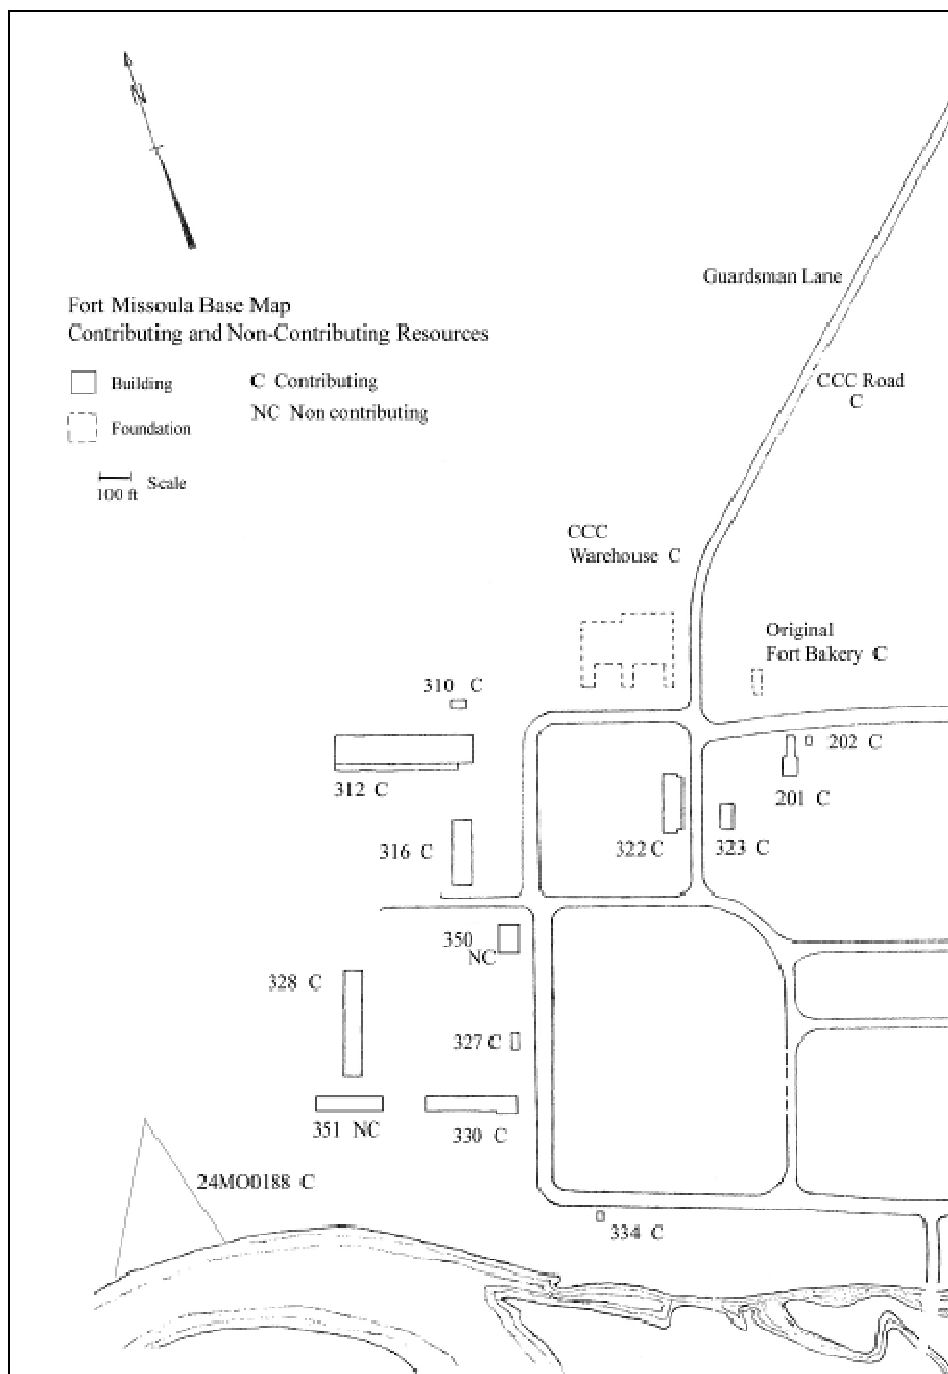 N
Guardsman Lane
Fort Missoula Base Map
Contributing and Non-Contributing Resources
Building
C Contributing
CCC Road
C
NC Non contributing
Foundation
Scale
100 ft
CCC
Warehouse C
Original
Fort Bakery C
310 C
202 C
312 C
201 C
316 C
322 C
323 C
350
NC
328 C
327 C
351 NC
330 C
24MO0188 C
334 C